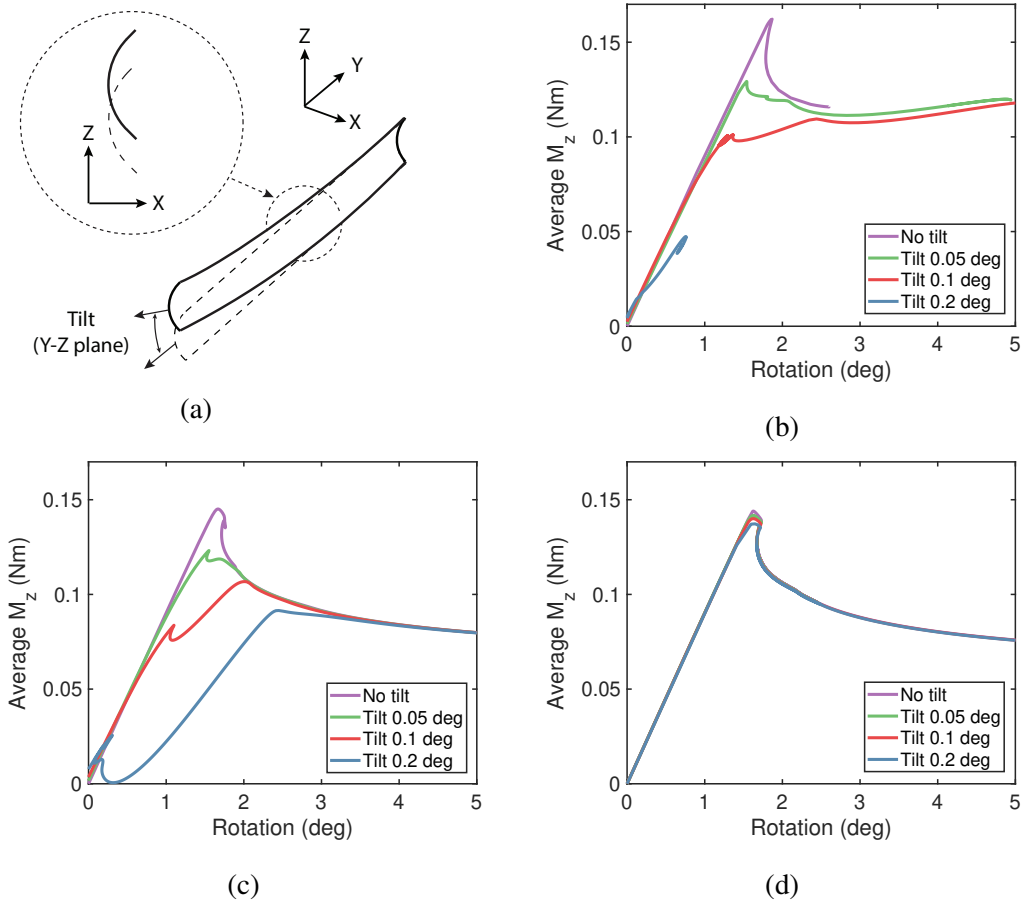 Z
X
Z
Y
X
Tilt
(Y-Z plane)
(a)
0.15
0.1
0.05
0
Average M_z (Nm)
No tilt
Tilt 0.05 deg
Tilt 0.1 deg
Tilt 0.2 deg
0 1 2 3 4 5
Rotation (deg)
(b)
0.15
0.1
0.05
0
Average M_z (Nm)
No tilt
Tilt 0.05 deg
Tilt 0.1 deg
Tilt 0.2 deg
0 1 2 3 4 5
Rotation (deg)
(c)
0.15
0.1
0.05
0
Average M_z (Nm)
No tilt
Tilt 0.05 deg
Tilt 0.1 deg
Tilt 0.2 deg
0 1 2 3 4 5
Rotation (deg)
(d)